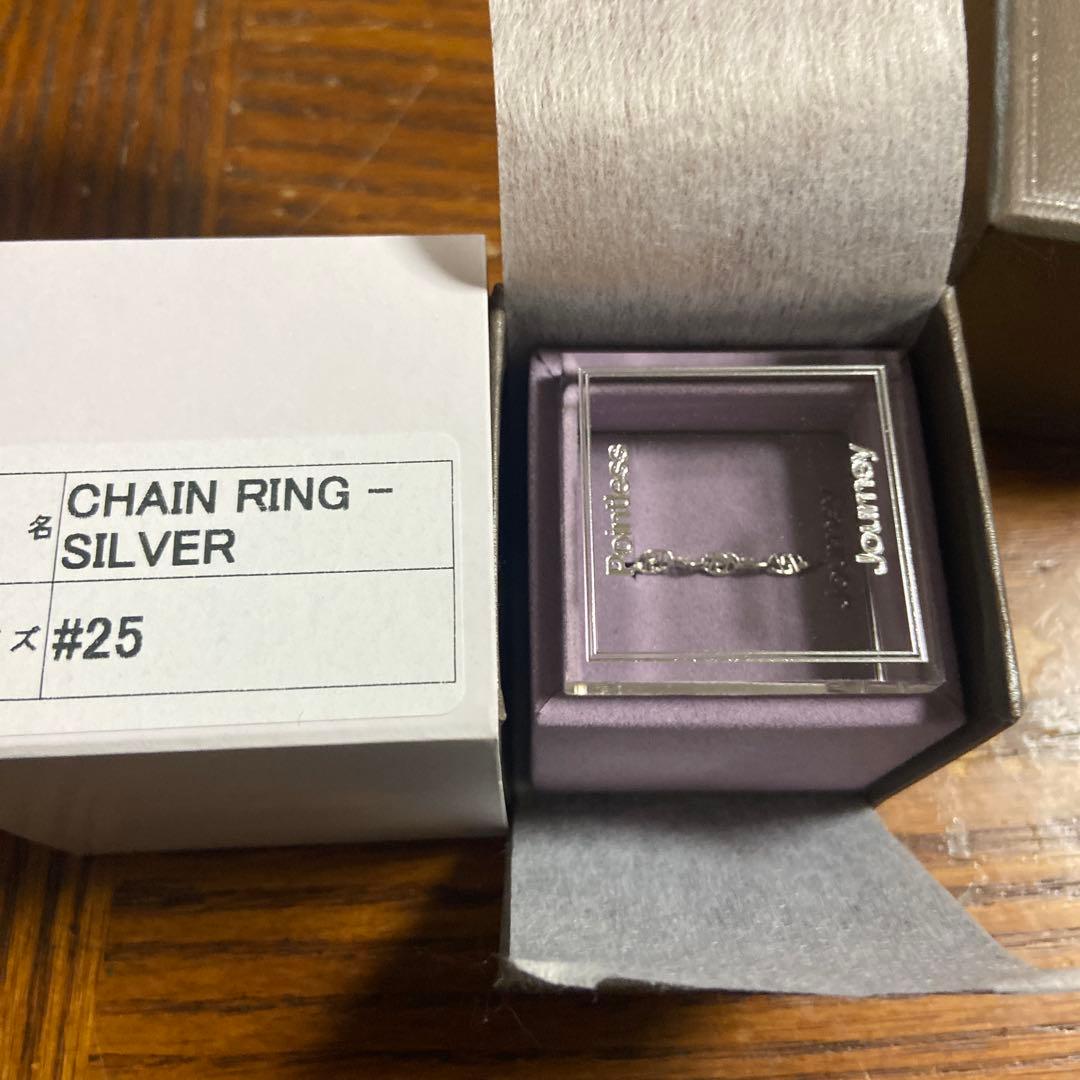 名
CHAIN RING -
SILVER
ズ
#25
Pointless
Journey